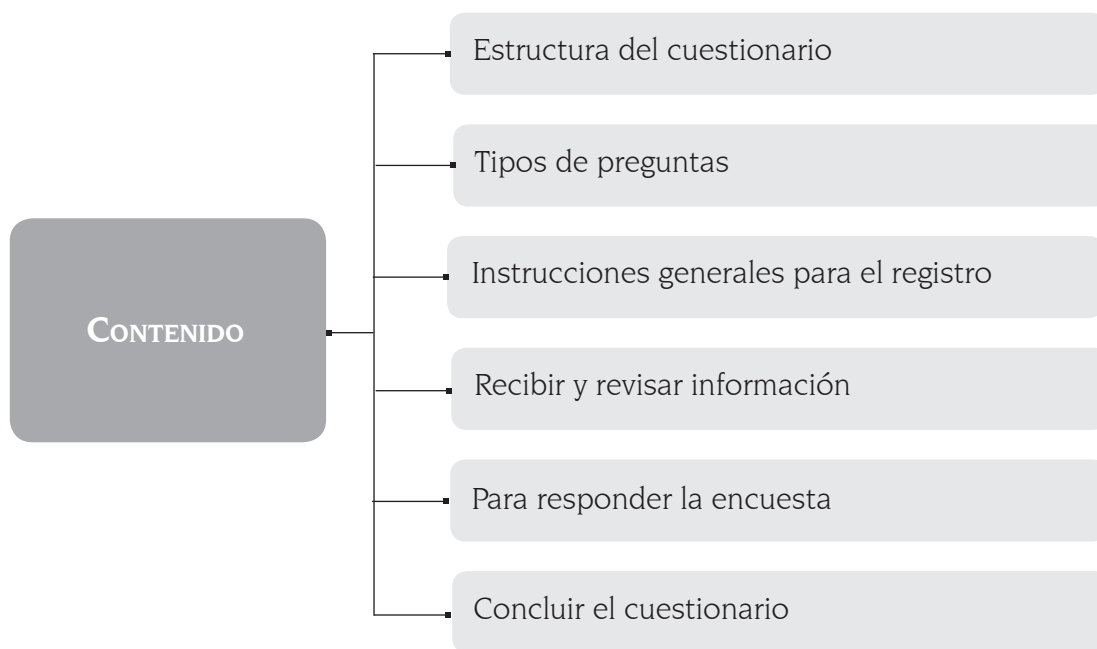 Estructura del cuestionario
Tipos de preguntas
Instrucciones generales para el registro
CONTENIDO
Recibir y revisar información
Para responder la encuesta
Concluir el cuestionario